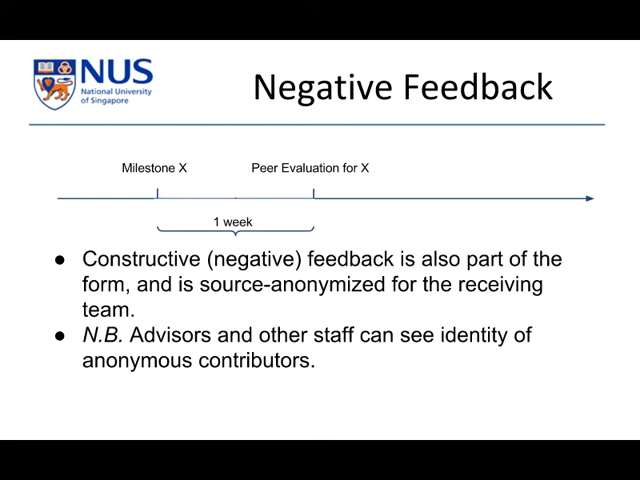 NUS
National University
of Singapore
Negative Feedback
Milestone X
Peer Evaluation for X
1 week
● Constructive (negative) feedback is also part of the
form, and is source-anonymized for the receiving
team.
● N.B. Advisors and other staff can see identity of
anonymous contributors.